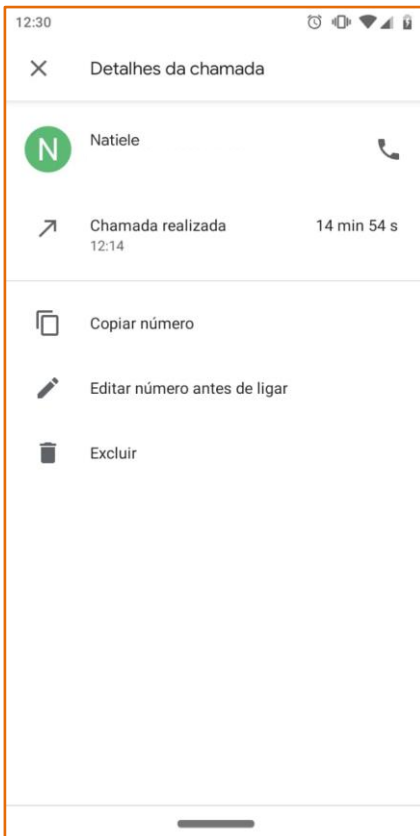 12:30
Detalhes da chamada
N
Natiele
Chamada realizada 14 min 54 s
12:14
Copiar número
Editar número antes de ligar
Excluir